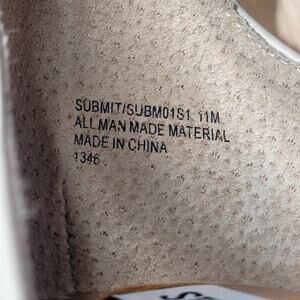 SUBMIT/SUBM01S1 11M
ALL MAN MADE MATERIAL
MADE IN CHINA
1346